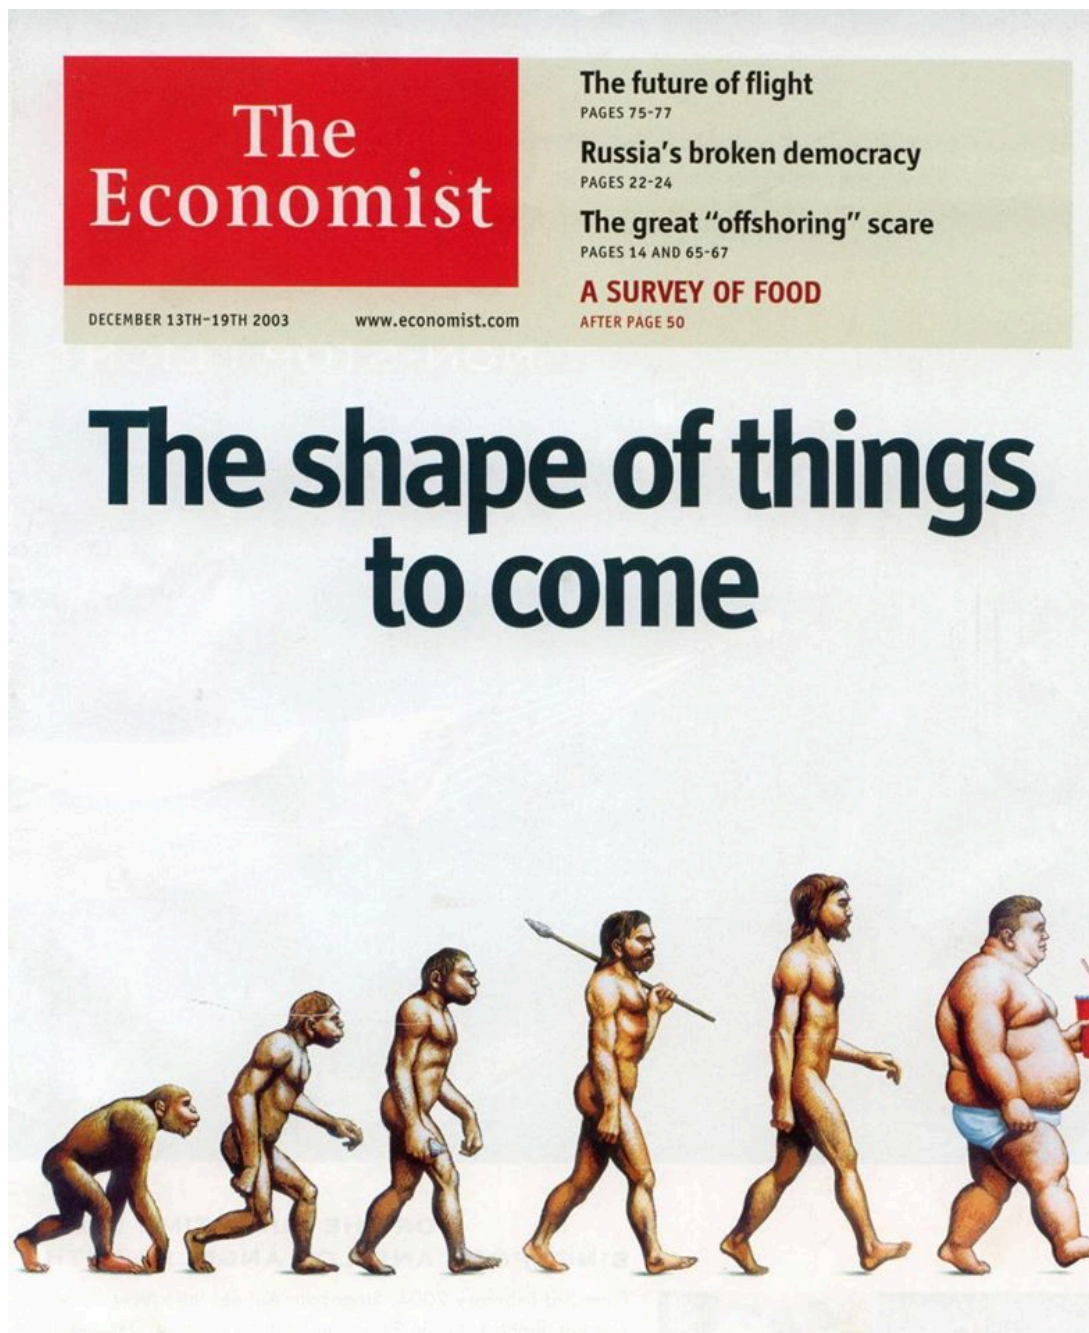 The
Economist
DECEMBER 13TH–19TH 2003
www.economist.com
The future of flight
PAGES 75-77
Russia's broken democracy
PAGES 22-24
The great "offshoring" scare
PAGES 14 AND 65-67
A SURVEY OF FOOD
AFTER PAGE 50
The shape of things
to come